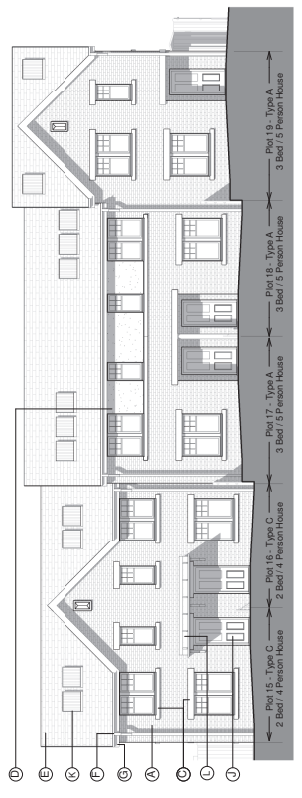 D
E
K
F
G
A
C
L
J
Plot 15 - Type C
2 Bed / 4 Person House
Plot 16 - Type C
2 Bed / 4 Person House
Plot 17 - Type A
3 Bed / 5 Person House
Plot 18 - Type A
3 Bed / 5 Person House
Plot 19 - Type A
3 Bed / 5 Person House